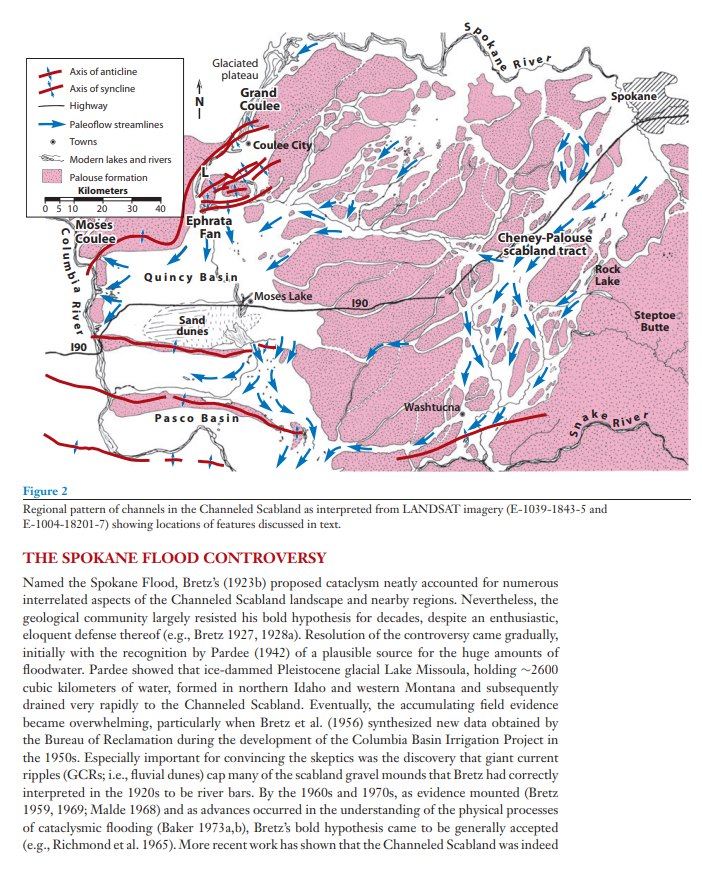 Spokane River
Glaciated
plateau
Grand
Coulee
Spokane
Axis of anticline
Axis of syncline
Highway
Paleoflow streamlines
Towns
Modern lakes and rivers
Palouse formation
Kilometers
0 10 20 30 40
N
Coulee City
L
Moses
Coulee
Ephrata
Fan
Columbia River
Quincy Basin
Cheney-Palouse
scabland tract
Rock
Lake
Moses Lake
I90
Sand
dunes
Steptoe
Butte
I90
Washtucna
Pasco Basin
Snake River
Figure 2
Regional pattern of channels in the Channeled Scabland as interpreted from LANDSAT imagery (E-1039-1843-5 and
E-1004-18201-7) showing locations of features discussed in text.
THE SPOKANE FLOOD CONTROVERSY
Named the Spokane Flood, Bretz’s (1923b) proposed cataclysm neatly accounted for numerous
interrelated aspects of the Channeled Scabland landscape and nearby regions. Nevertheless, the
geological community largely resisted his bold hypothesis for decades, despite an enthusiastic,
eloquent defense thereof (e.g., Bretz 1927, 1928a). Resolution of the controversy came gradually,
initially with the recognition by Pardee (1942) of a plausible source for the huge amounts of
floodwater. Pardee showed that ice-dammed Pleistocene glacial Lake Missoula, holding ∼2600
cubic kilometers of water, formed in northern Idaho and western Montana and subsequently
drained very rapidly to the Channeled Scabland. Eventually, the accumulating field evidence
became overwhelming, particularly when Bretz et al. (1956) synthesized new data obtained by
the Bureau of Reclamation during the development of the Columbia Basin Irrigation Project in
the 1950s. Especially important for convincing the skeptics was the discovery that giant current
ripples (GCRs; i.e., fluvial dunes) cap many of the scabland gravel mounds that Bretz had correctly
interpreted in the 1920s to be river bars. By the 1960s and 1970s, as evidence mounted (Bretz
1959, 1969; Malde 1968) and as advances occurred in the understanding of the physical processes
of cataclysmic flooding (Baker 1973a,b), Bretz’s bold hypothesis came to be generally accepted
(e.g., Richmond et al. 1965). More recent work has shown that the Channeled Scabland was indeed